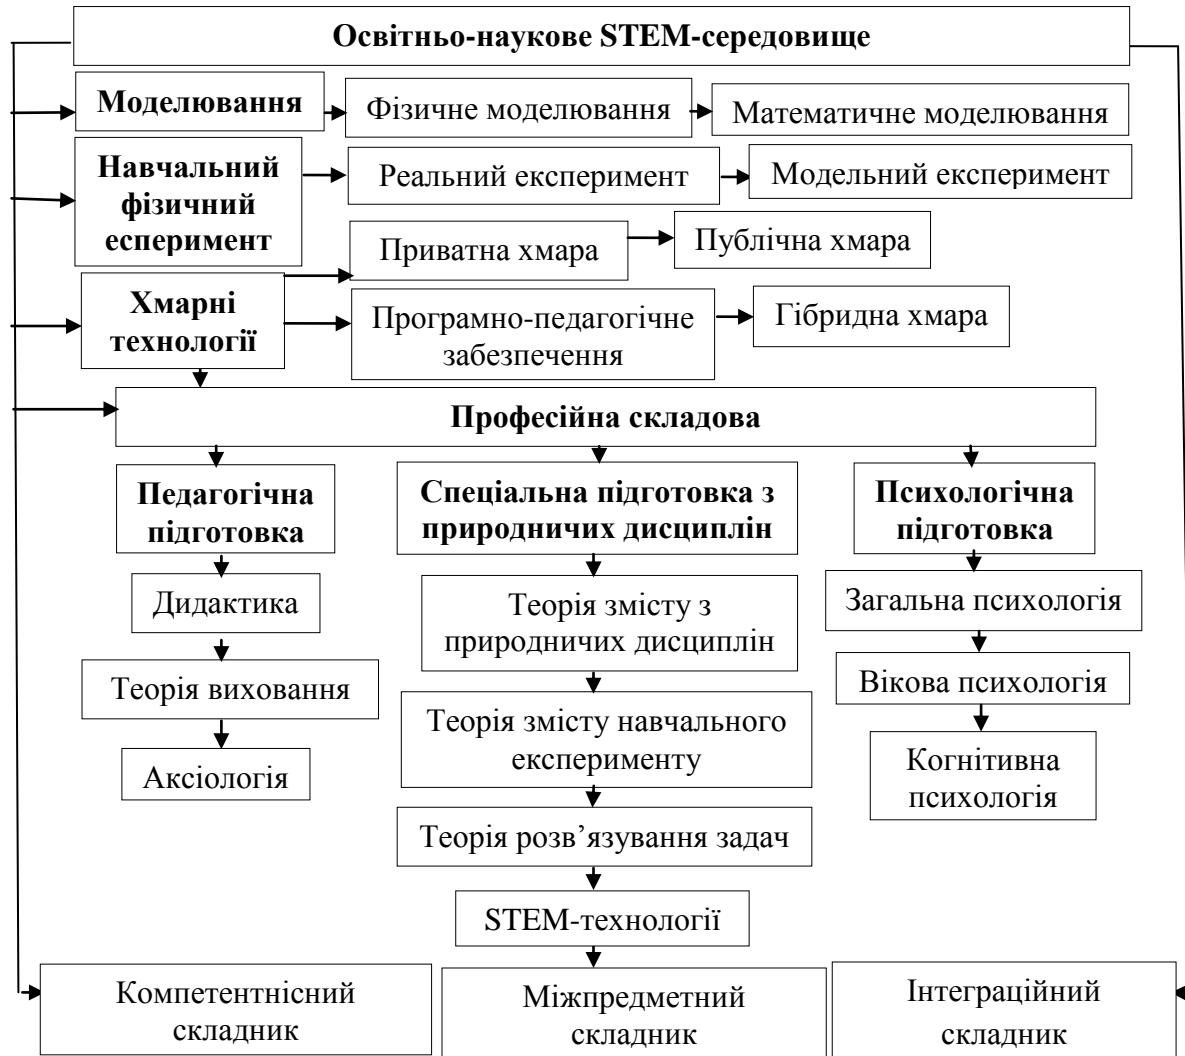 Освітньо-наукове STEM-середовище
Моделювання
Фізичне моделювання
Математичне моделювання
Навчальний
фізичний
есперимент
Реальний експеримент
Модельний експеримент
Приватна хмара
Публічна хмара
Хмарні
технології
Програмно-педагогічне
забезпечення
Гібридна хмара
Професійна складова
Педагогічна
підготовка
Спеціальна підготовка з
природничих дисциплін
Психологічна
підготовка
Дидактика
Теорія змісту з
природничих дисциплін
Загальна психологія
Теорія виховання
Вікова психологія
Теорія змісту навчального
експерименту
Аксіологія
Когнітивна
психологія
Теорія розв’язування задач
STEM-технології
Компетентнісний
складник
Міжпредметний
складник
Інтеграційний
складник